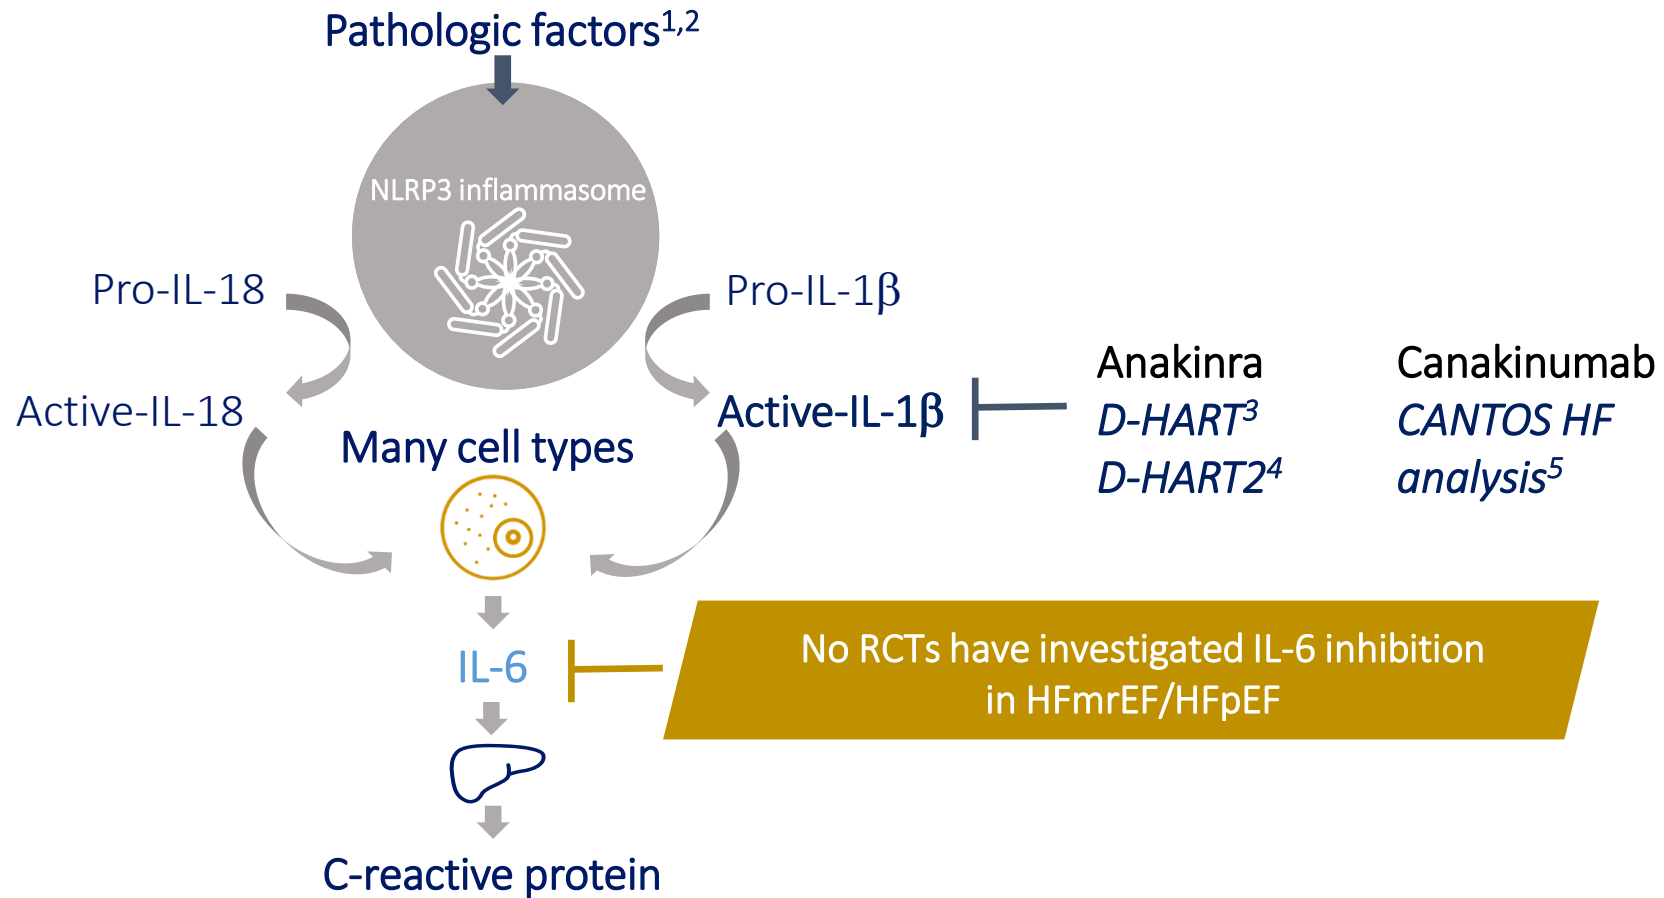 Pathologic factors1,2
NLRP3 inflammasome
Pro-IL-18
Pro-IL-1β
Active-IL-18
Active-IL-1β
Many cell types
Anakinra
D-HART3
D-HART24
Canakinumab
CANTOS HF
analysis5
IL-6
No RCTs have investigated IL-6 inhibition
in HFmrEF/HFpEF
C-reactive protein